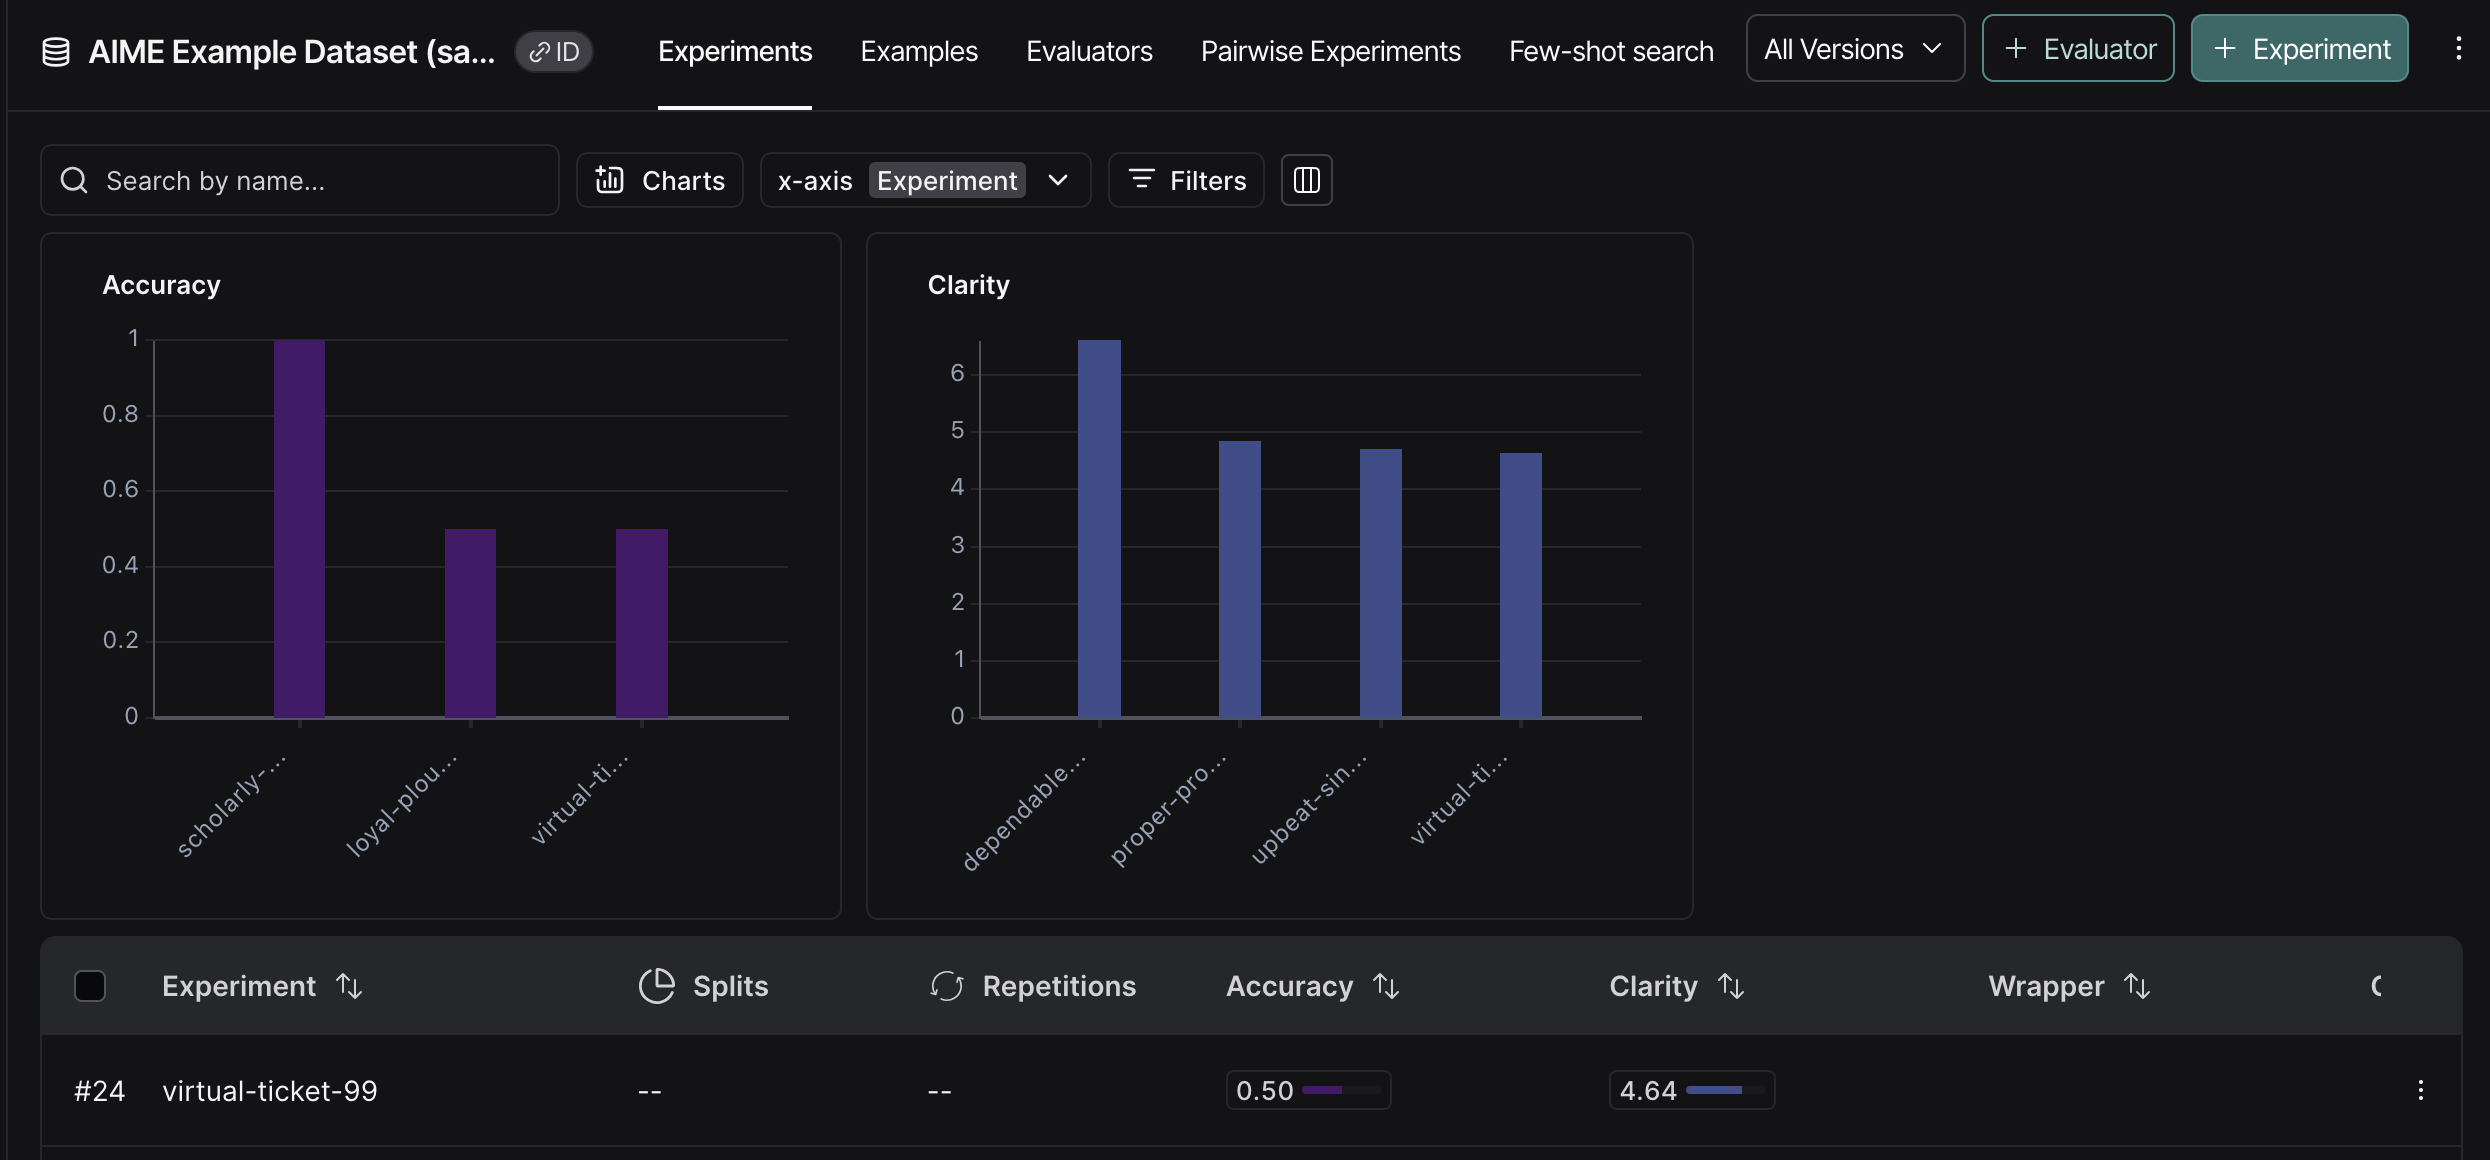 AIME Example Dataset (sa... ID Experiments Examples Evaluators Pairwise Experiments Few-shot search All Versions + Evaluator + Experiment
Search by name... Charts x-axis Experiment Filters
Accuracy
1
0.8
0.6
0.4
0.2
0
scholarly-... loyal-plou... virtual-ti...
Clarity
6
5
4
3
2
1
0
dependable... proper-pro... upbeat-sin... virtual-ti...
Experiment Splits Repetitions Accuracy Clarity Wrapper
#24 virtual-ticket-99 -- -- 0.50 4.64